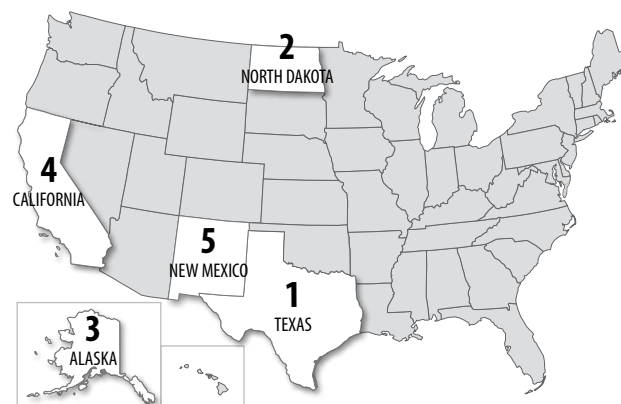 2
NORTH DAKOTA
4
CALIFORNIA
5
NEW MEXICO
1
TEXAS
3
ALASKA